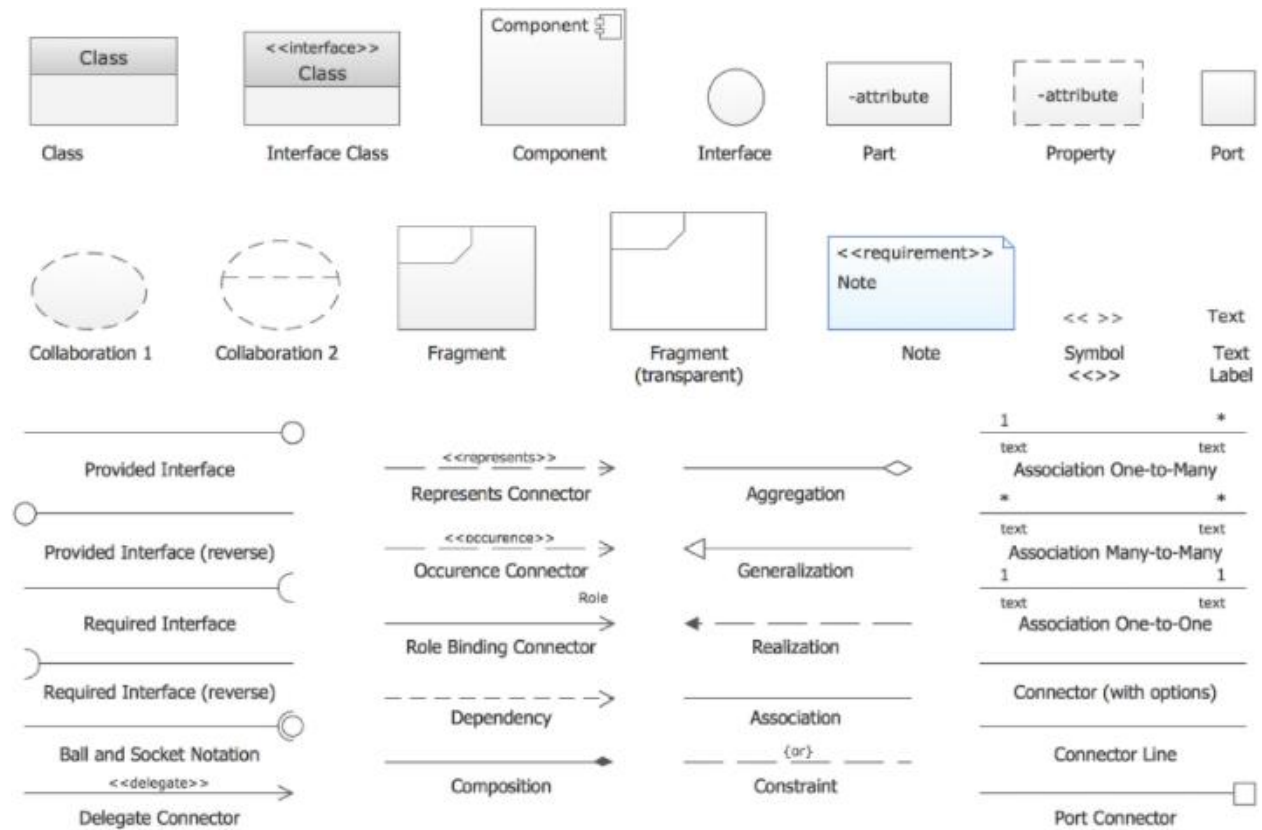 Class
<<interface>>
Class
Component
-attribute
-attribute
Class
Interface Class
Component
Interface
Part
Property
Port
<<requirement>>
Note
<< >>
Text
Collaboration 1
Collaboration 2
Fragment
Fragment
(transparent)
Note
Symbol
<<>>
Text
Label
Provided Interface
Provided Interface (reverse)
Required Interface
Required Interface (reverse)
Ball and Socket Notation
<<delegate>>
Delegate Connector
<<represents>>
Represents Connector
<<occurence>>
Occurence Connector
Role
Role Binding Connector
Dependency
Composition
Aggregation
Generalization
Realization
Association
{or}
Constraint
1 *
text text
Association One-to-Many
* *
text text
Association Many-to-Many
1 1
text text
Association One-to-One
Connector (with options)
Connector Line
Port Connector